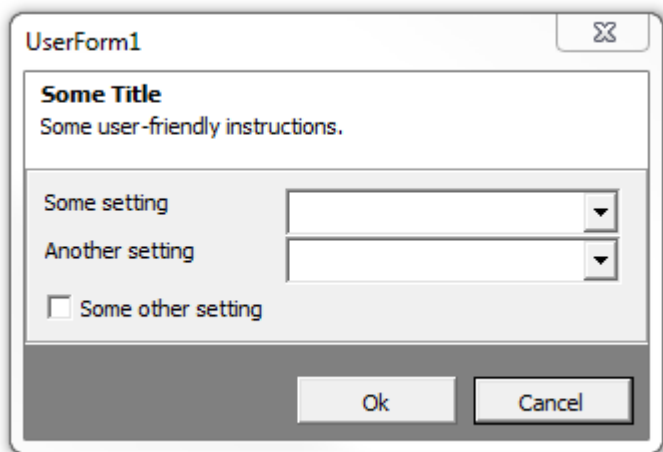 UserForm1
Some Title
Some user-friendly instructions.
Some setting
Another setting
Some other setting
Ok Cancel